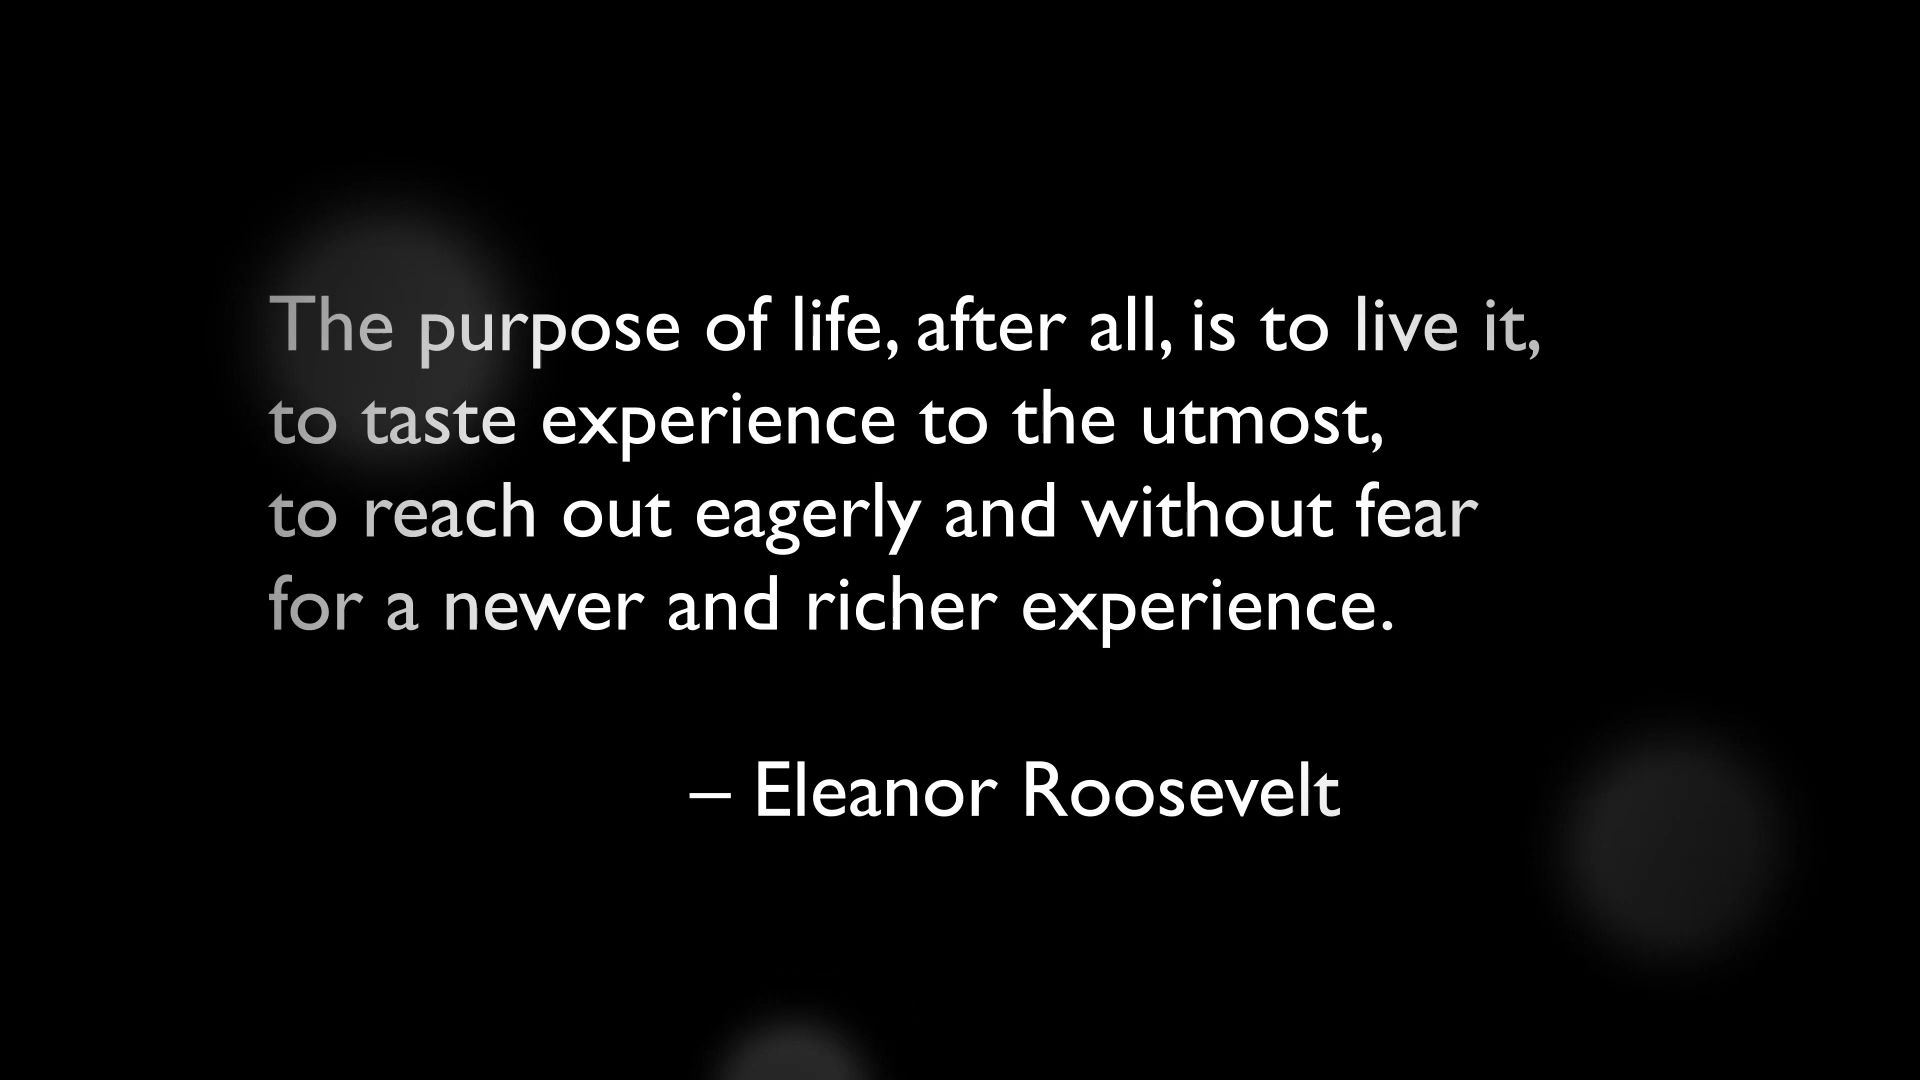 The purpose of life, after all, is to live it,
to taste experience to the utmost,
to reach out eagerly and without fear
for a newer and richer experience.
– Eleanor Roosevelt